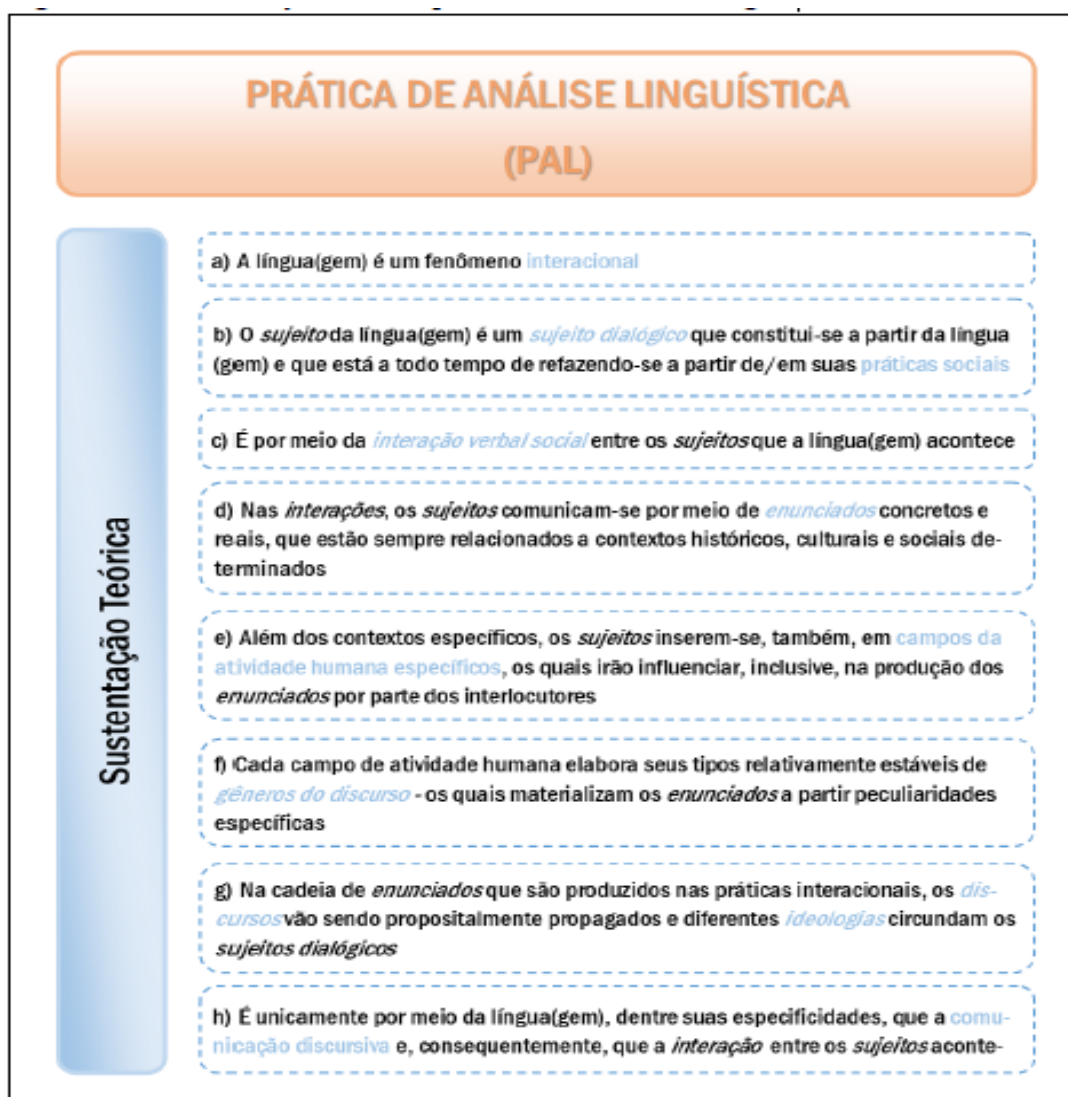 PRÁTICA DE ANÁLISE LINGUÍSTICA
(PAL)
Sustentação Teórica
a) A língua(gem) é um fenômeno interacional
b) O sujeito da língua(gem) é um sujeito dialógico que constitui-se a partir da língua
(gem) e que está a todo tempo de refazendo-se a partir de/em suas práticas sociais
c) É por meio da interação verbal social entre os sujeitos que a língua(gem) acontece
d) Nas interações, os sujeitos comunicam-se por meio de enunciados concretos e
reais, que estão sempre relacionados a contextos históricos, culturais e sociais de-
terminados
e) Além dos contextos específicos, os sujeitos inserem-se, também, em campos da
atividade humana específicos, os quais irão influenciar, inclusive, na produção dos
enunciados por parte dos interlocutores
f) Cada campo de atividade humana elabora seus tipos relativamente estáveis de
gêneros do discurso - os quais materializam os enunciados a partir peculiaridades
específicas
g) Na cadeia de enunciados que são produzidos nas práticas interacionais, os dis-
cursos vão sendo propositalmente propagados e diferentes ideologias circundam os
sujeitos dialógicos
h) É unicamente por meio da língua(gem), dentre suas especificidades, que a comu-
nicação discursiva e, consequentemente, que a interação entre os sujeitos aconte-